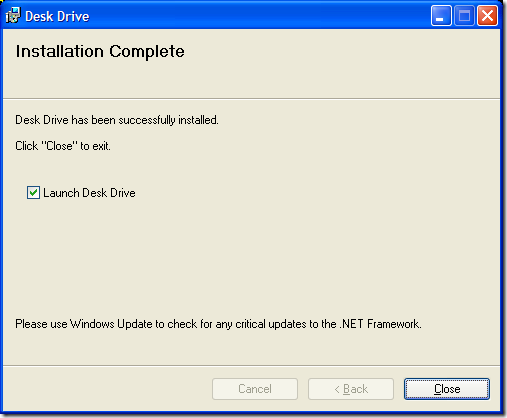 Desk Drive
Installation Complete
Desk Drive has been successfully installed.
Click "Close" to exit.
Launch Desk Drive
Please use Windows Update to check for any critical updates to the .NET Framework.
Cancel
< Back
Close